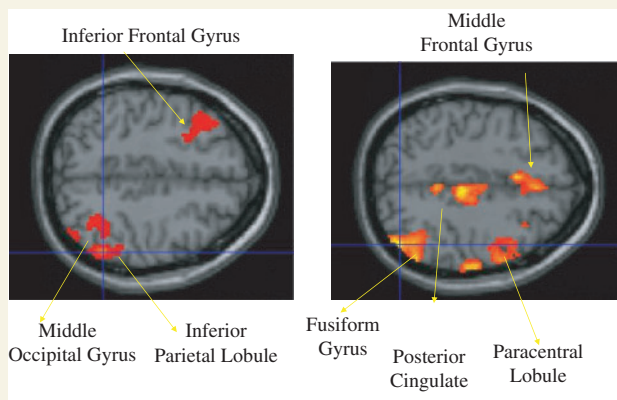 Inferior Frontal Gyrus
Middle
Frontal Gyrus
Middle
Occipital Gyrus
Inferior
Parietal Lobule
Fusiform
Gyrus
Posterior
Cingulate
Paracentral
Lobule